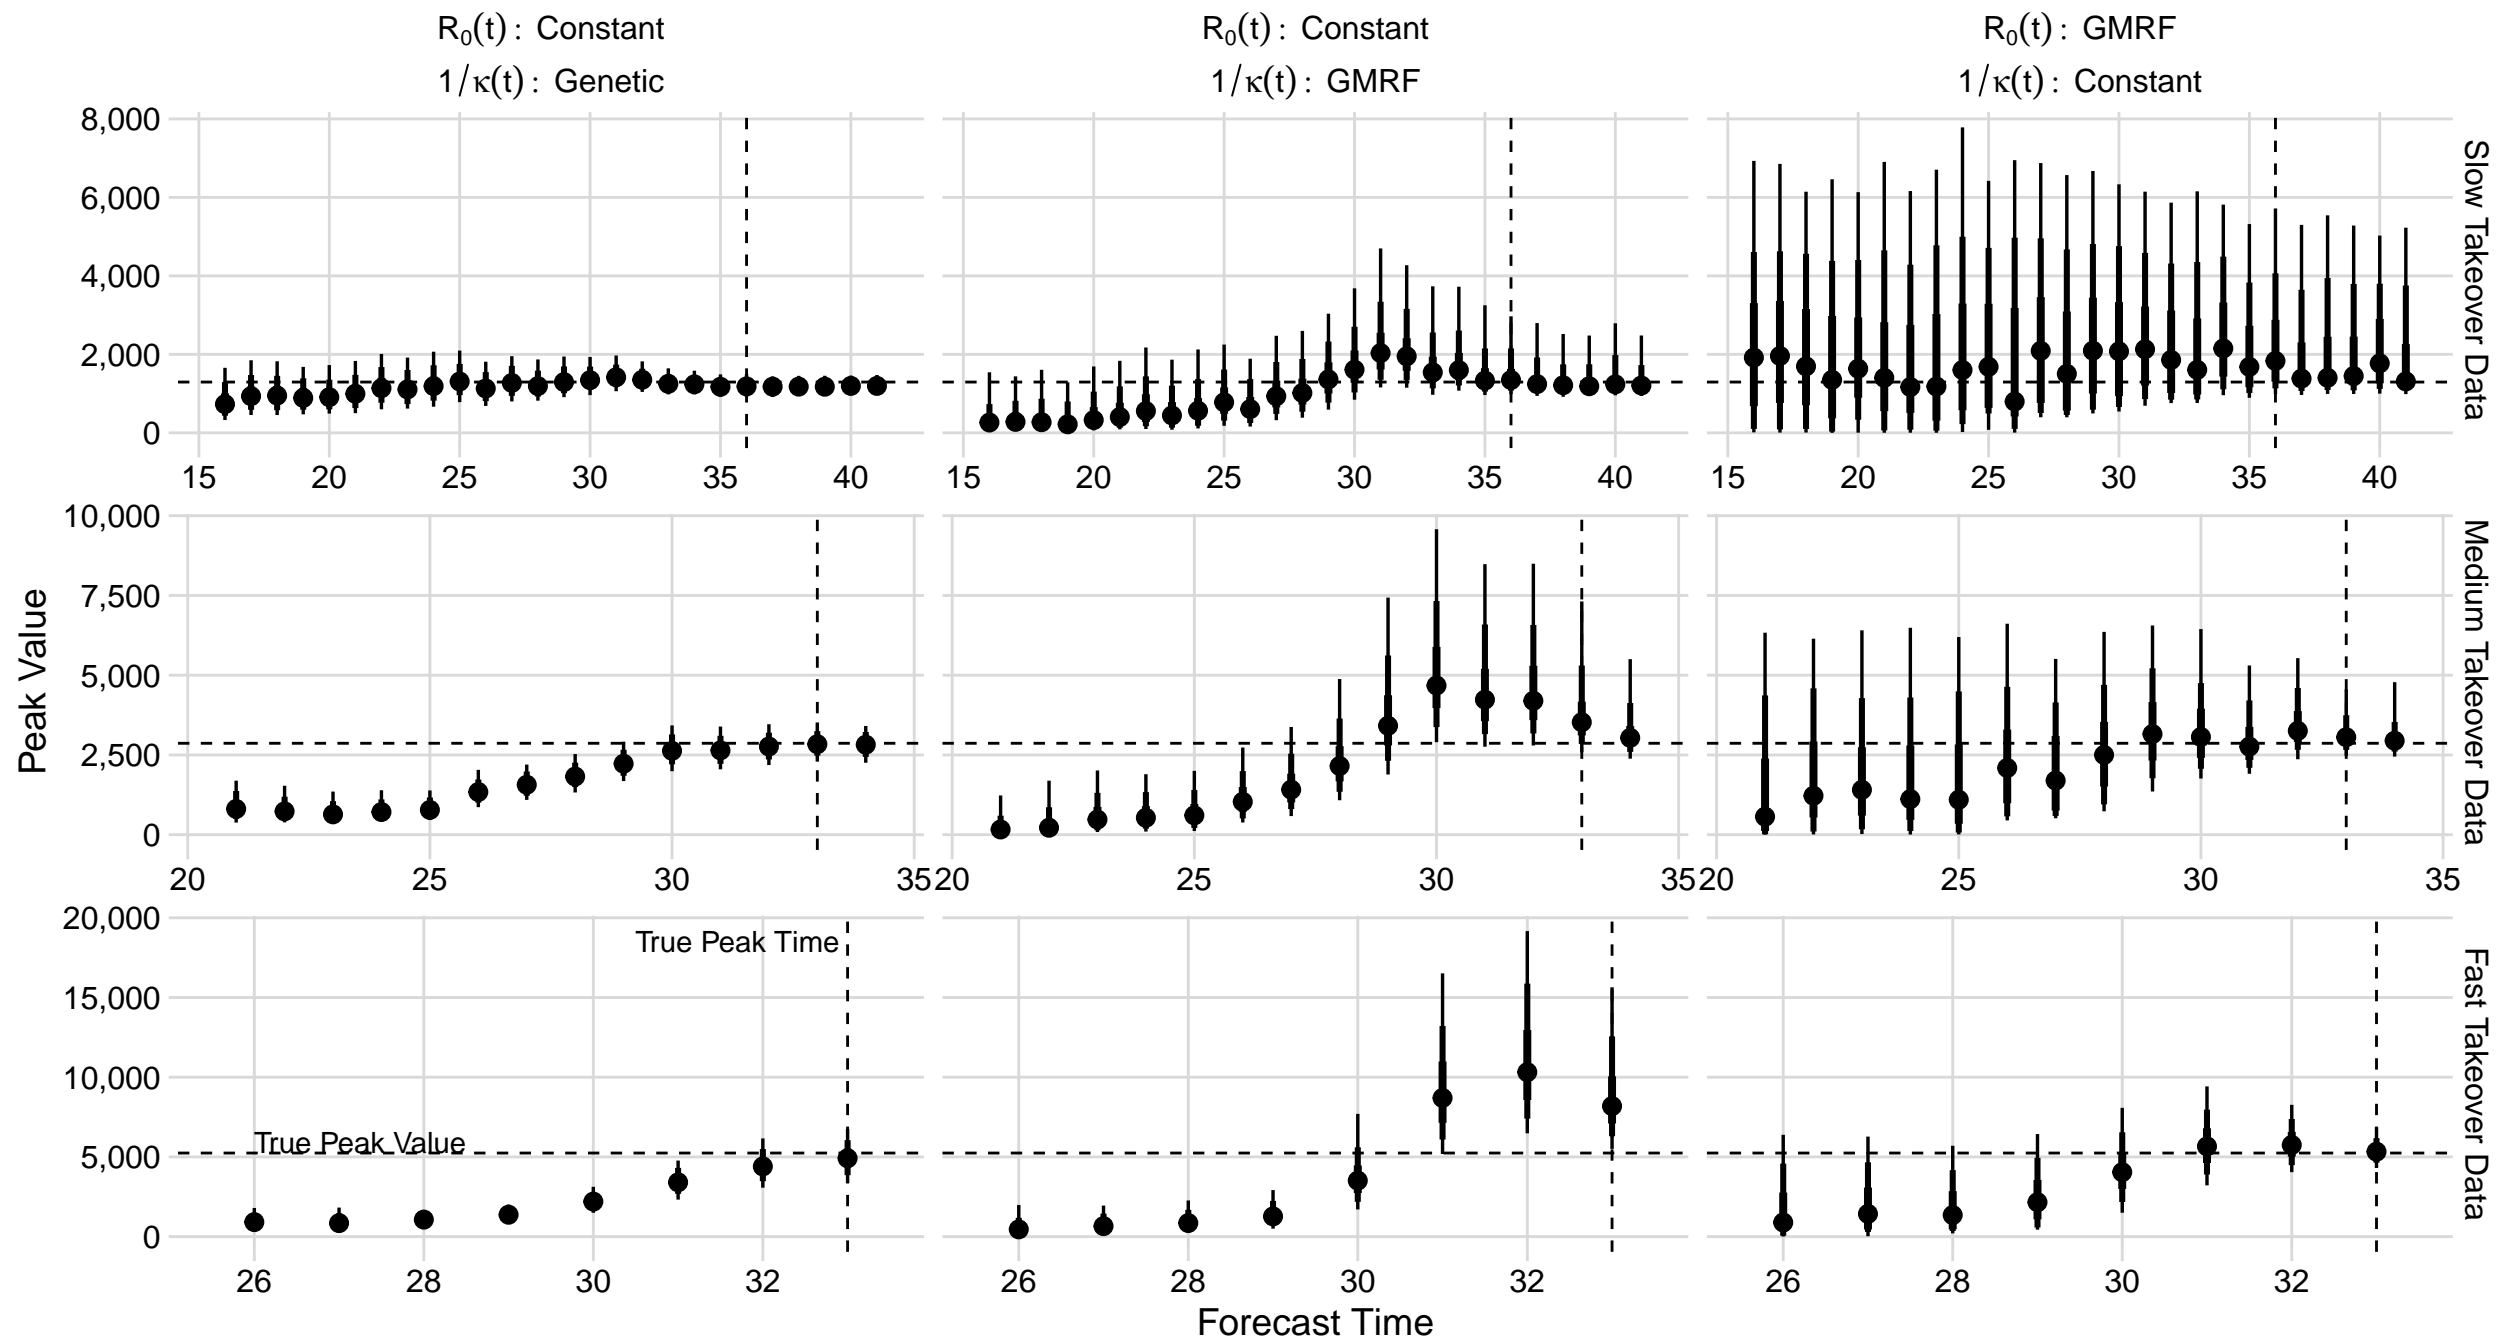 R₀(t): Constant
1/κ(t): Genetic
R₀(t): Constant
1/κ(t): GMRF
R₀(t): GMRF
1/κ(t): Constant
8,000
6,000
4,000
2,000
0
15 20 25 30 35 40
15 20 25 30 35 40
15 20 25 30 35 40
Slow Takeover Data
10,000
7,500
5,000
2,500
0
20 25 30 35
20 25 30 35
20 25 30 35
Medium Takeover Data
Peak Value
20,000
15,000
10,000
5,000
0
True Peak Time
True Peak Value
26 28 30 32
26 28 30 32
26 28 30 32
Fast Takeover Data
Forecast Time